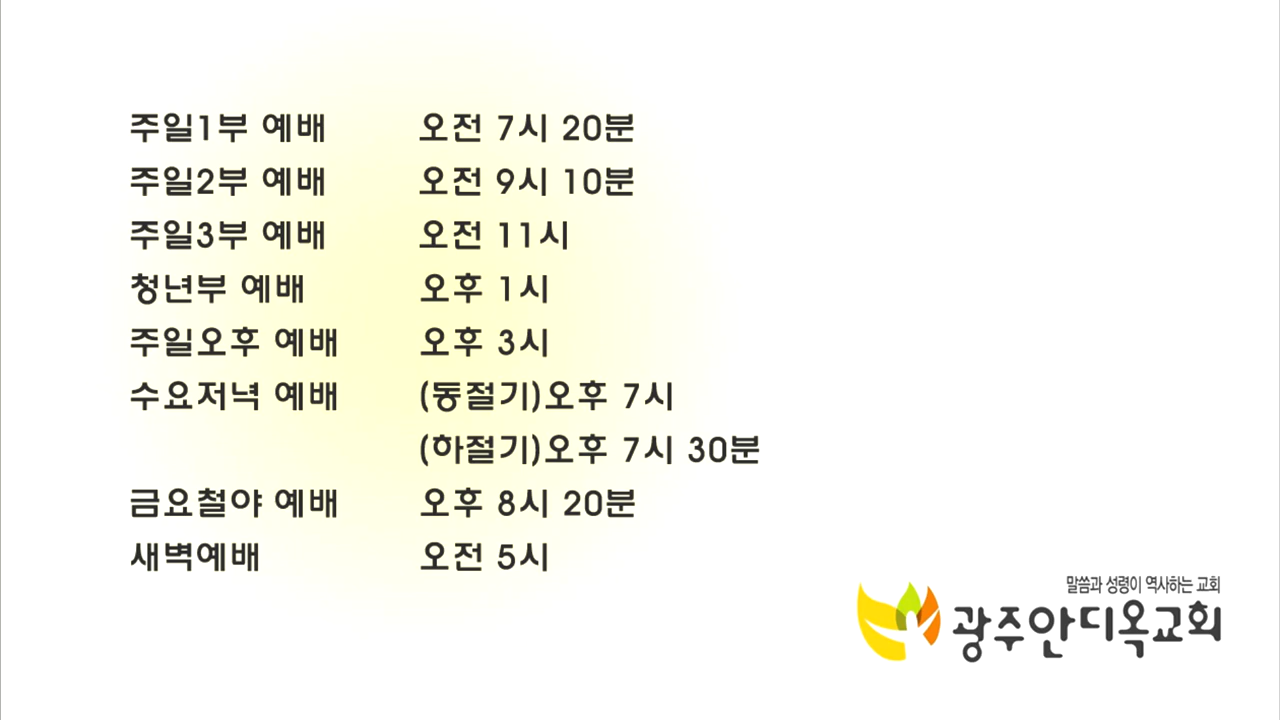 주일1부 예배 오전 7시 20분
주일2부 예배 오전 9시 10분
주일3부 예배 오전 11시
청년부 예배 오후 1시
주일오후 예배 오후 3시
수요저녁 예배 (동절기)오후 7시
(하절기)오후 7시 30분
금요철야 예배 오후 8시 20분
새벽예배 오전 5시
말씀과 성령이 역사하는 교회
광주안디옥교회